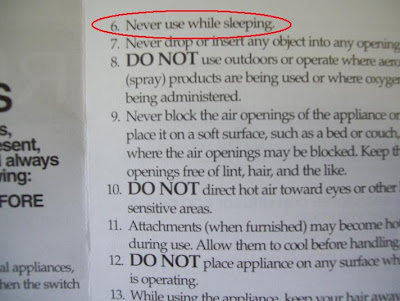 S
s,
esent,
l always
ving:
FORE
al appliances,
hen the switch
6. Never use while sleeping.
7. Never drop or insert any object into any opening
8. DO NOT use outdoors or operate where aero
(spray) products are being used or where oxyge
being administered.
9. Never block the air openings of the appliance or
place it on a soft surface, such as a bed or couch,
where the air openings may be blocked. Keep th
openings free of lint, hair, and the like.
10. DO NOT direct hot air toward eyes or other
sensitive areas.
11. Attachments (when furnished) may become ho
during use. Allow them to cool before handling.
12. DO NOT place appliance on any surface wh
is operating.
13. While using the appliance, keep your hair away